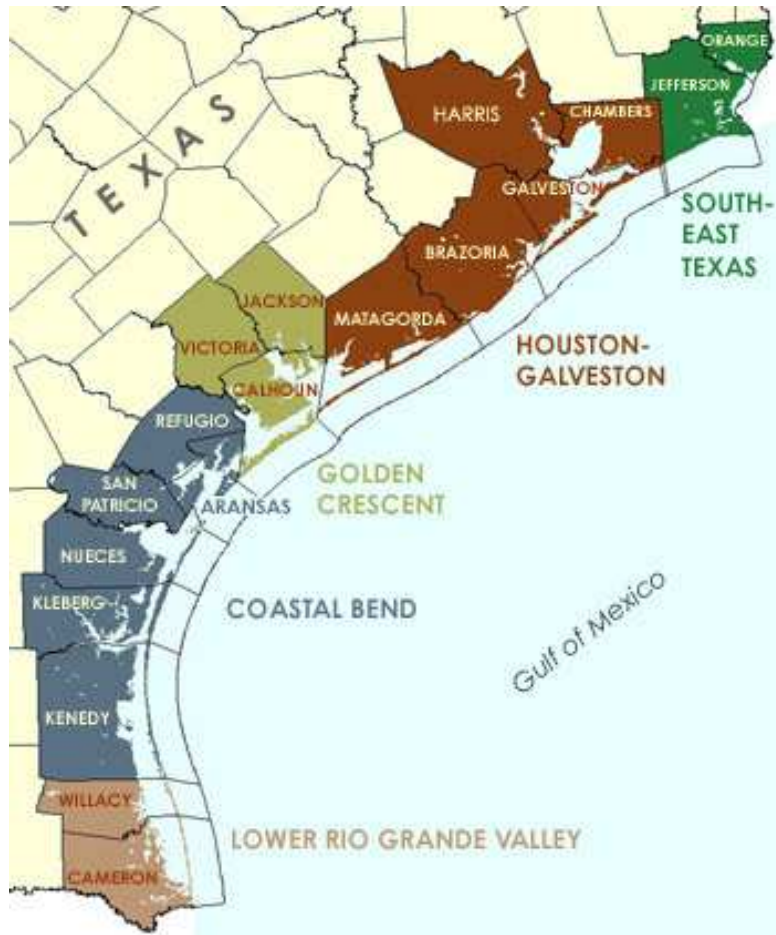 ORANGE
JEFFERSON
HARRIS
CHAMBERS
TEXAS
GALVESTON
SOUTH-
EAST
TEXAS
BRAZORIA
JACKSON
MATAGORDA
VICTORIA
HOUSTON-
GALVESTON
CALHOUN
REFUGIO
GOLDEN
CRESCENT
SAN
PATRICIO
ARANSAS
NUECES
KLEBERG
COASTAL BEND
Gulf of Mexico
KENEDY
WILLACY
LOWER RIO GRANDE VALLEY
CAMERON